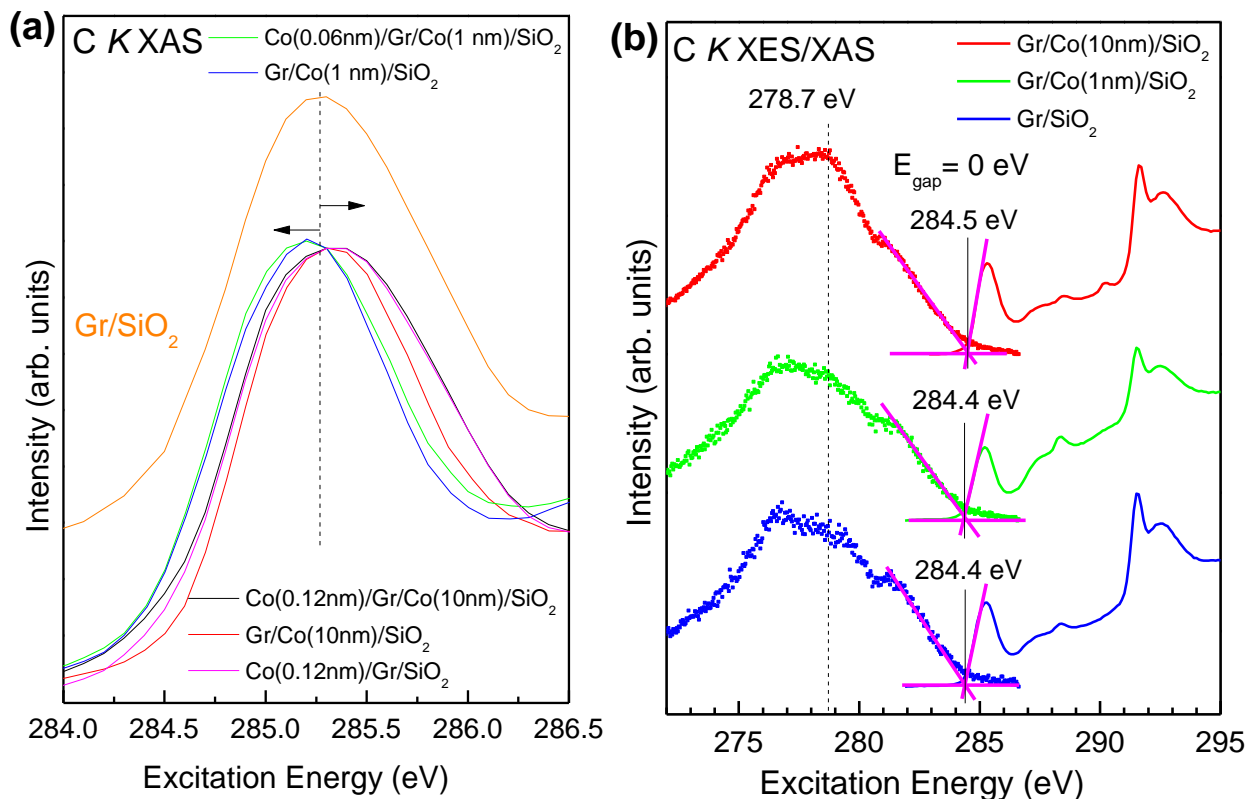 (a)
C K XAS
Co(0.06nm)/Gr/Co(1 nm)/SiO₂
Gr/Co(1 nm)/SiO₂
Gr/SiO₂
Co(0.12nm)/Gr/Co(10nm)/SiO₂
Gr/Co(10nm)/SiO₂
Co(0.12nm)/Gr/SiO₂
Intensity (arb. units)
284.0 284.5 285.0 285.5 286.0 286.5
Excitation Energy (eV)
(b)
C K XES/XAS
Gr/Co(10nm)/SiO₂
Gr/Co(1nm)/SiO₂
Gr/SiO₂
278.7 eV
E_gap = 0 eV
284.5 eV
284.4 eV
284.4 eV
Intensity (arb. units)
275 280 285 290 295
Excitation Energy (eV)